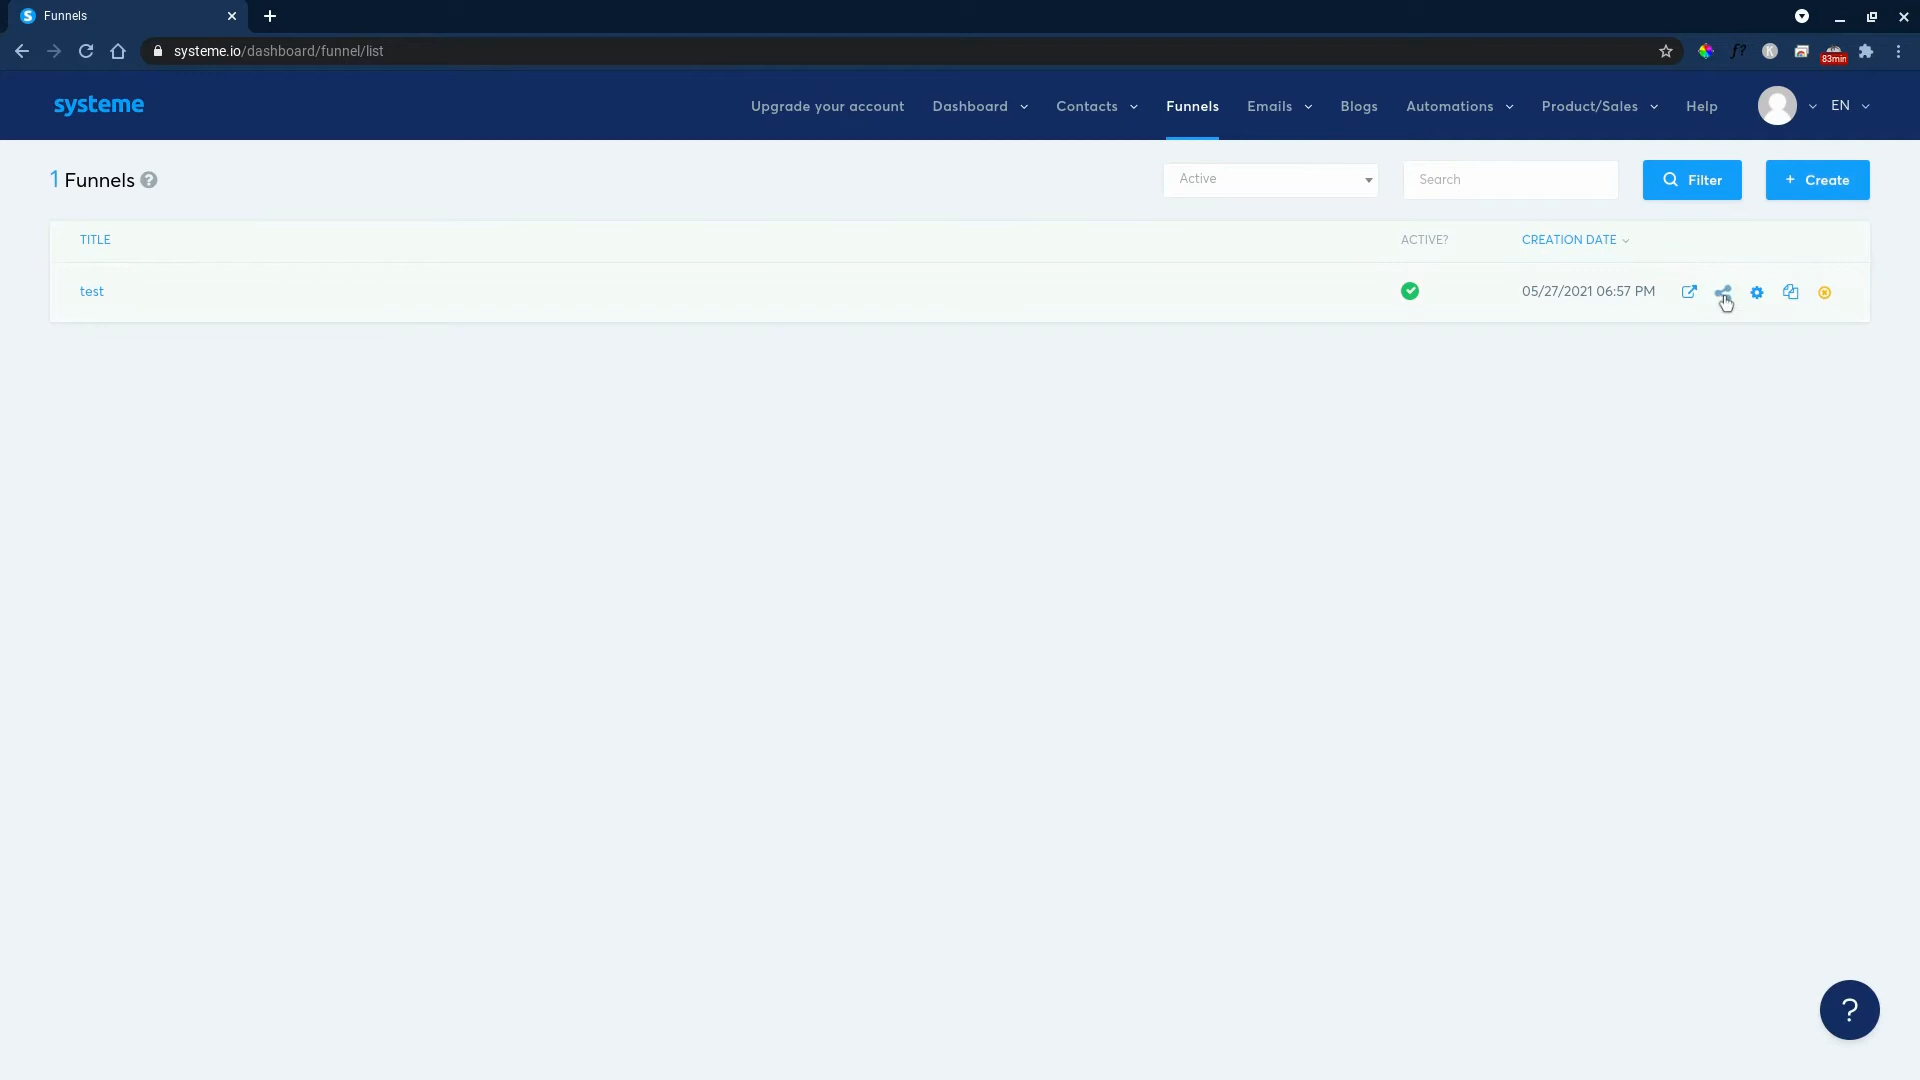 Funnels
systeme.io/dashboard/funnel/list
83min
systeme
Upgrade your account
Dashboard
Contacts
Funnels
Emails
Blogs
Automations
Product/Sales
Help
EN
1 Funnels ?
Active
Search
Filter
+ Create
TITLE
ACTIVE?
CREATION DATE
test
05/27/2021 06:57 PM
?